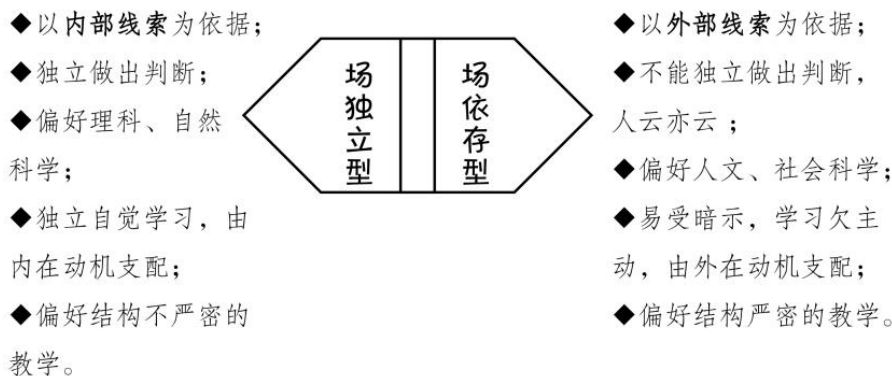 ◆以内部线索为依据；
◆独立做出判断；
◆偏好理科、自然
科学；
◆独立自觉学习，由
内在动机支配；
◆偏好结构不严密的
教学。
场独立型
场依存型
◆以外部线索为依据；
◆不能独立做出判断，
人云亦云 ；
◆偏好人文、社会科学；
◆易受暗示，学习欠主
动，由外在动机支配；
◆偏好结构严密的教学。